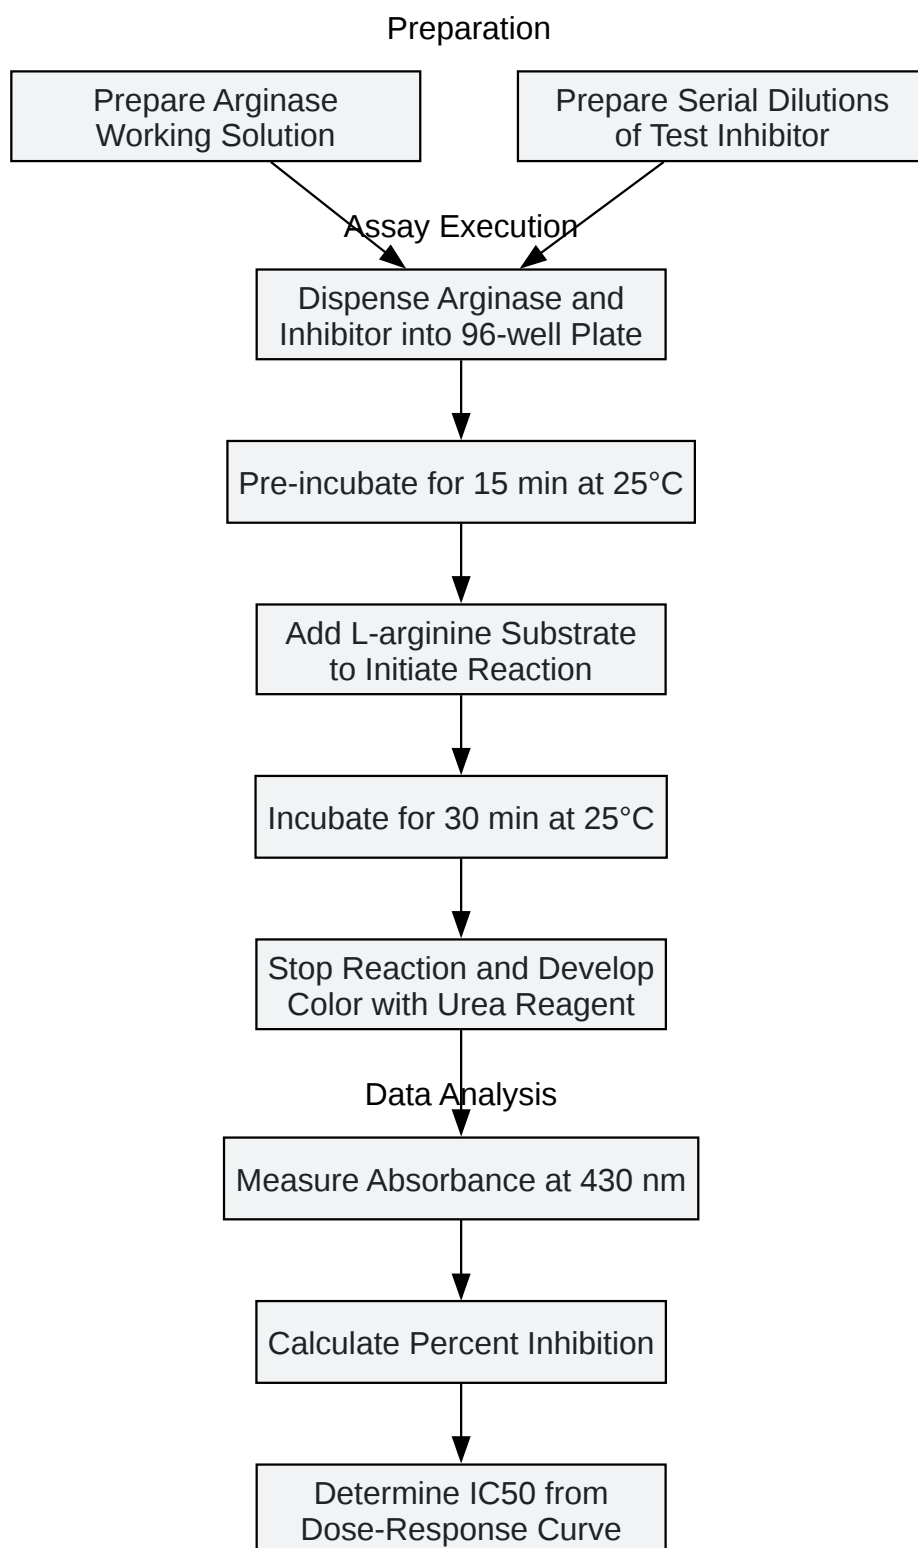 Preparation
Prepare Arginase
Working Solution
Prepare Serial Dilutions
of Test Inhibitor
Assay Execution
Dispense Arginase and
Inhibitor into 96-well Plate
Pre-incubate for 15 min at 25°C
Add L-arginine Substrate
to Initiate Reaction
Incubate for 30 min at 25°C
Stop Reaction and Develop
Color with Urea Reagent
Data Analysis
Measure Absorbance at 430 nm
Calculate Percent Inhibition
Determine IC50 from
Dose-Response Curve